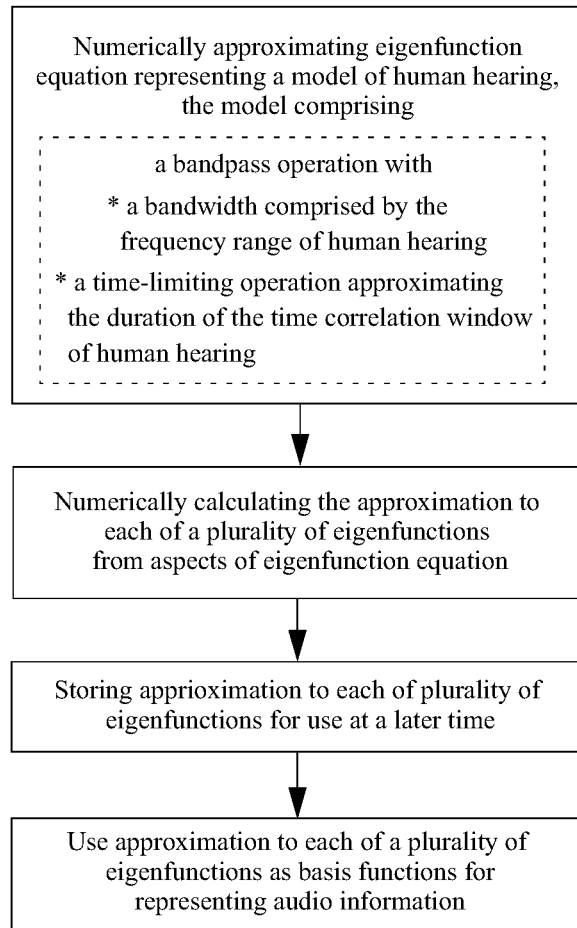 Numerically approximating eigenfunction
equation representing a model of human hearing,
the model comprising
a bandpass operation with
* a bandwidth comprised by the
frequency range of human hearing
* a time-limiting operation approximating
the duration of the time correlation window
of human hearing
Numerically calculating the approximation to
each of a plurality of eigenfunctions
from aspects of eigenfunction equation
Storing apprioximation to each of plurality of
eigenfunctions for use at a later time
Use approximation to each of a plurality of
eigenfunctions as basis functions for
representing audio information